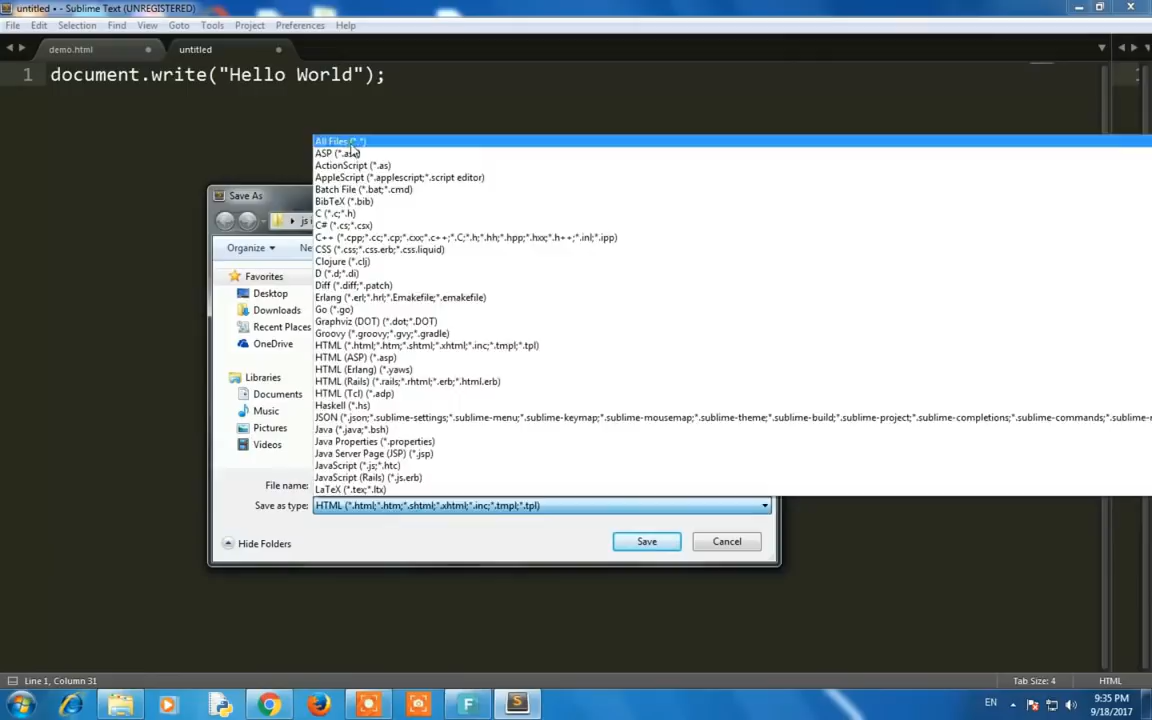 untitled • - Sublime Text (UNREGISTERED)
File Edit Selection Find View Goto Tools Project Preferences Help
demo.html untitled
1 document.write("Hello World");
All Files (*.*)
ActionScript (*.as)
AppleScript (*.applescript;*.script editor)
Batch File (*.bat;*.cmd)
BibTeX (*.bib)
C (*.c;*.h)
C# (*.cs;*.csx)
C++ (*.cpp;*.cc;*.cp;*.cxx;*.c++;*.C;*.h;*.hh;*.hpp;*.hxx;*.h++;*.inl;*.ipp)
CSS (*.css;*.css.erb;*.css.liquid)
Clojure (*.clj)
D (*.d;*.di)
Diff (*.diff;*.patch)
Erlang (*.erl;*.hrl;*.Emakefile;*.emakefile)
Go (*.go)
Graphviz (DOT) (*.dot;*.DOT)
Groovy (*.groovy;*.gvy;*.gradle)
HTML (*.html;*.htm;*.shtml;*.xhtml;*.inc;*.tmpl;*.tpl)
HTML (ASP) (*.asp)
HTML (Erlang) (*.yaws)
HTML (Rails) (*.rails;*.rhtml;*.erb;*.html.erb)
HTML (Tcl) (*.adp)
Haskell (*.hs)
JSON (*.json;*.sublime-settings;*.sublime-menu;*.sublime-keymap;*.sublime-mousemap;*.sublime-theme;*.sublime-build;*.sublime-project;*.sublime-completions;*.sublime-commands;*.sublime-
Java (*.java;*.bsh)
Java Properties (*.properties)
Java Server Page (JSP) (*.jsp)
JavaScript (*.js;*.htc)
JavaScript (Rails) (*.js.erb)
LaTeX (*.tex;*.ltx)
Save As
js
Organize
Favorites
Desktop
Downloads
Recent Places
OneDrive
Libraries
Documents
Music
Pictures
Videos
File name:
Save as type: HTML (*.html;*.htm;*.shtml;*.xhtml;*.inc;*.tmpl;*.tpl)
Hide Folders Save Cancel
Line 1, Column 31 Tab Size: 4 HTML
EN 9:35 PM
9/18/2017